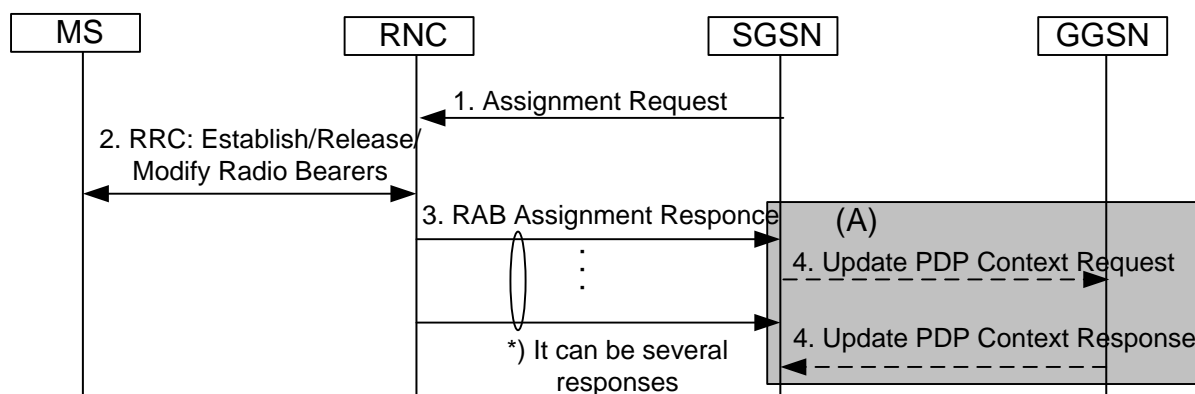 MS
RNC
SGSN
GGSN
1. Assignment Request
2. RRC: Establish/Release/
Modify Radio Bearers
3. RAB Assignment Responce
(A)
4. Update PDP Context Request
4. Update PDP Context Response
*) It can be several
responses